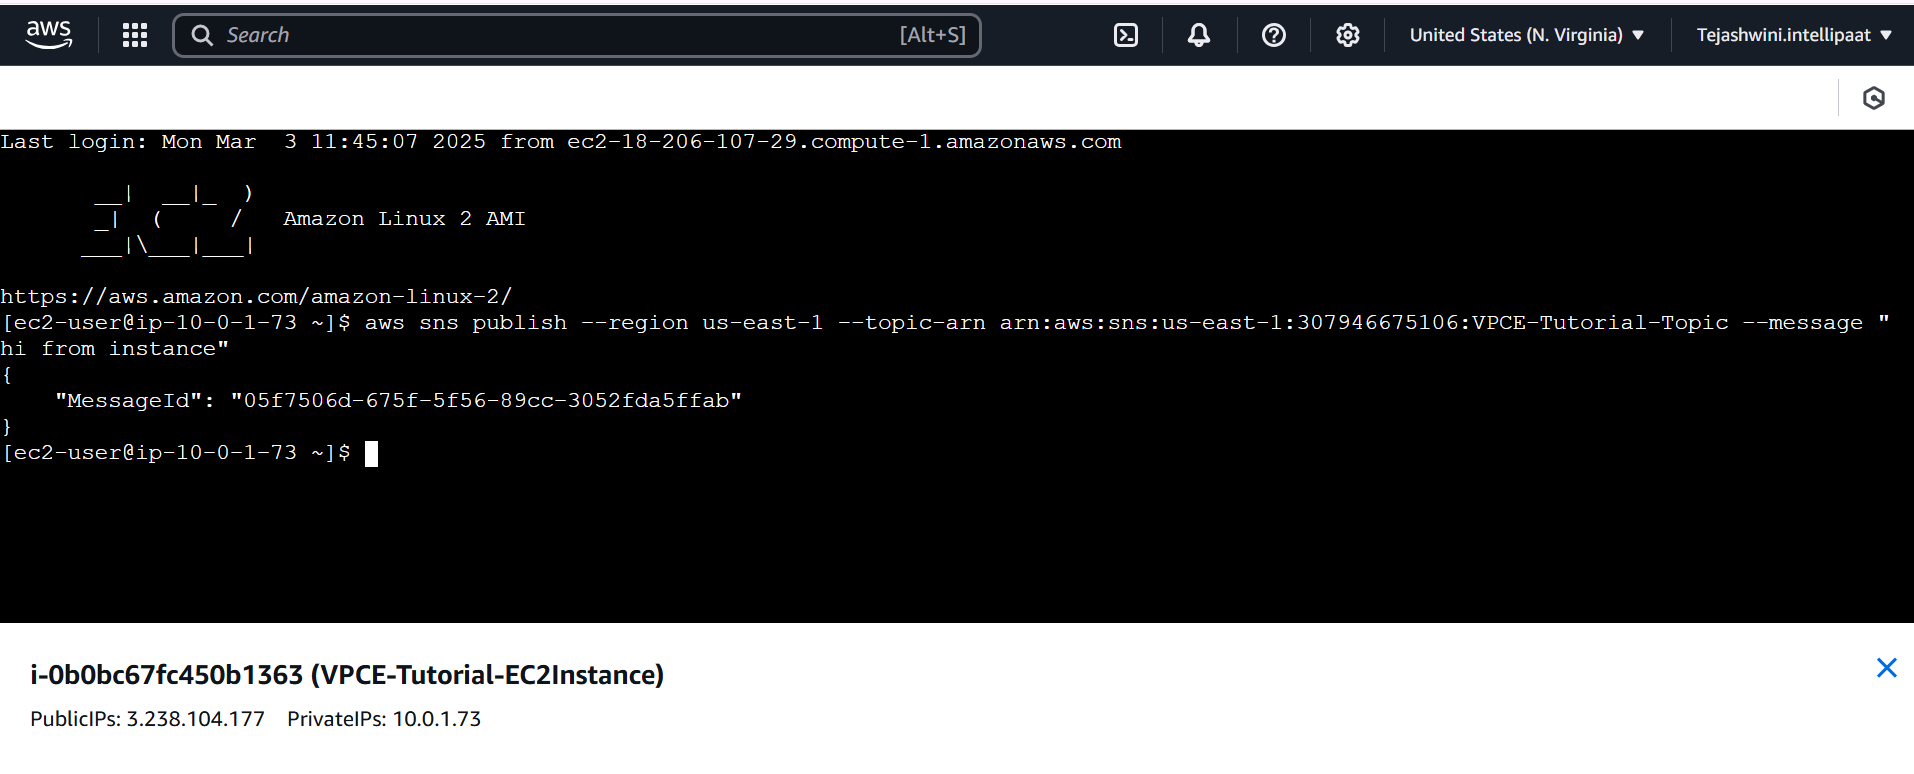 aws
Search [Alt+S]
United States (N. Virginia)
Tejashwini.intellipaat
Last login: Mon Mar  3 11:45:07 2025 from ec2-18-206-107-29.compute-1.amazonaws.com
       __|  __|_  )
       _|  (     /   Amazon Linux 2 AMI
      ___|\___|___|
https://aws.amazon.com/amazon-linux-2/
[ec2-user@ip-10-0-1-73 ~]$ aws sns publish --region us-east-1 --topic-arn arn:aws:sns:us-east-1:307946675106:VPCE-Tutorial-Topic --message "
hi from instance"
{
    "MessageId": "05f7506d-675f-5f56-89cc-3052fda5ffab"
}
[ec2-user@ip-10-0-1-73 ~]$
i-0b0bc67fc450b1363 (VPCE-Tutorial-EC2Instance)
PublicIPs: 3.238.104.177 PrivateIPs: 10.0.1.73